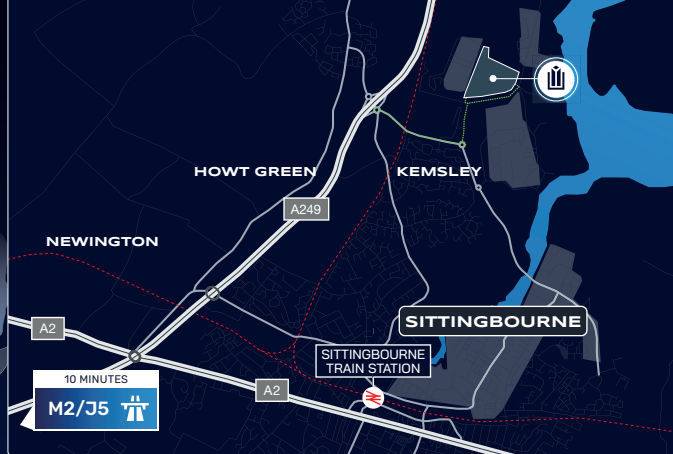 HOWT GREEN
KEMSLEY
A249
NEWINGTON
A2
SITTINGBOURNE
SITTINGBOURNE
TRAIN STATION
10 MINUTES
M2/J5
A2